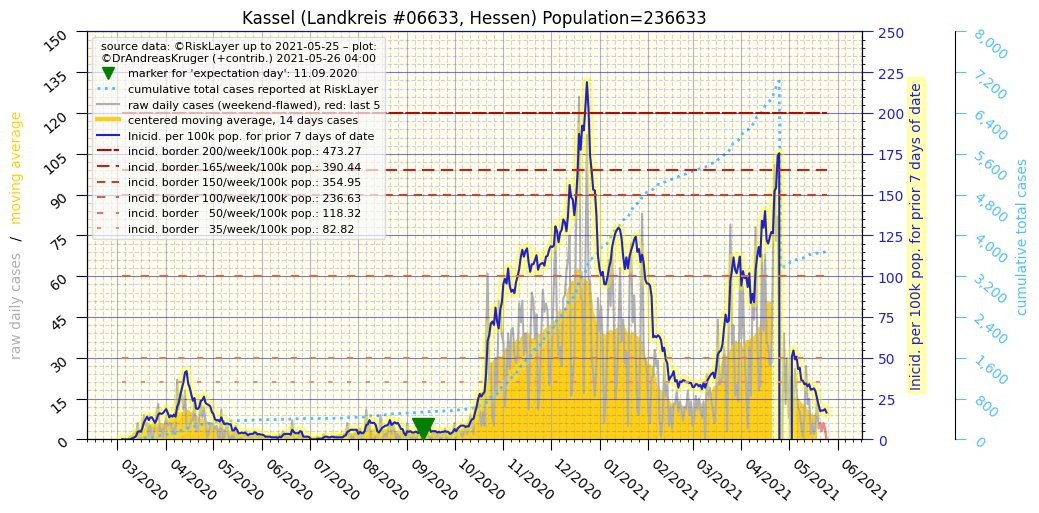 Kassel (Landkreis #06633, Hessen) Population=236633
source data: ©RiskLayer up to 2021-05-25 – plot:
©DrAndreasKruger (+contrib.) 2021-05-26 04:00
marker for 'expectation day': 11.09.2020
cumulative total cases reported at RiskLayer
raw daily cases (weekend-flawed), red: last 5
centered moving average, 14 days cases
Inicid. per 100k pop. for prior 7 days of date
incid. border 200/week/100k pop.: 473.27
incid. border 165/week/100k pop.: 390.44
incid. border 150/week/100k pop.: 354.95
incid. border 100/week/100k pop.: 236.63
incid. border   50/week/100k pop.: 118.32
incid. border   35/week/100k pop.: 82.82
raw daily cases  /  moving average
150
135
120
105
90
75
60
45
30
15
0
03/2020
04/2020
05/2020
06/2020
07/2020
08/2020
09/2020
10/2020
11/2020
12/2020
01/2021
02/2021
03/2021
04/2021
05/2021
06/2021
250
225
200
175
150
125
100
75
50
25
0
Inicid. per 100k pop. for prior 7 days of date
8,000
7,200
6,400
5,600
4,800
4,000
3,200
2,400
1,600
800
0
cumulative total cases